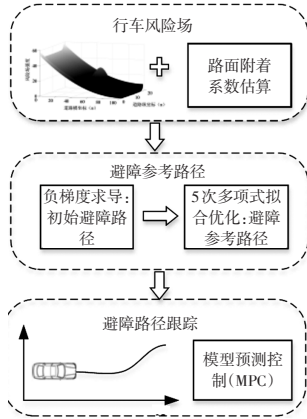 行车风险场
路面附着
系数估算
避障参考路径
负梯度求导:
初始避障路
径
5次多项式拟
合优化:避障
参考路径
避障路径跟踪
模型预测控
制(MPC)